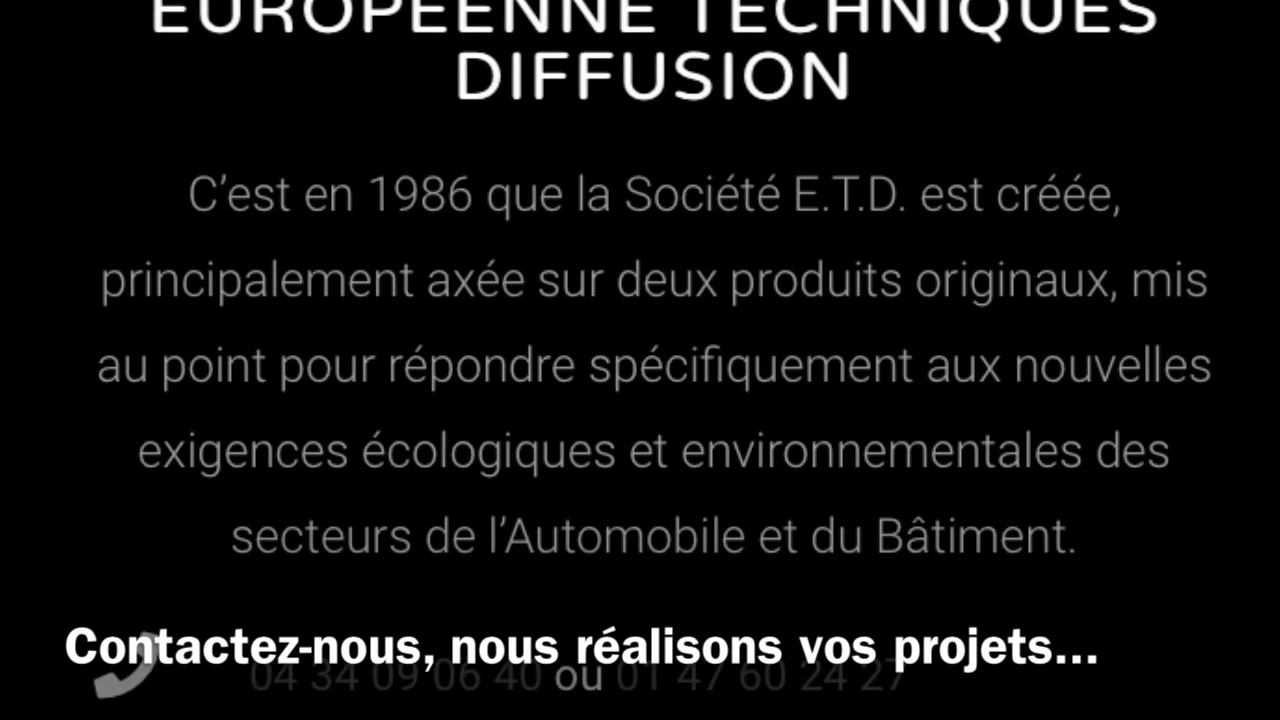 EUROPEENNE TECHNIQUES
DIFFUSION
C’est en 1986 que la Société E.T.D. est créée,
principalement axée sur deux produits originaux, mis
au point pour répondre spécifiquement aux nouvelles
exigences écologiques et environnementales des
secteurs de l’Automobile et du Bâtiment.
Contactez-nous, nous réalisons vos projets...
04 34 09 06 40 ou 01 47 60 24 27